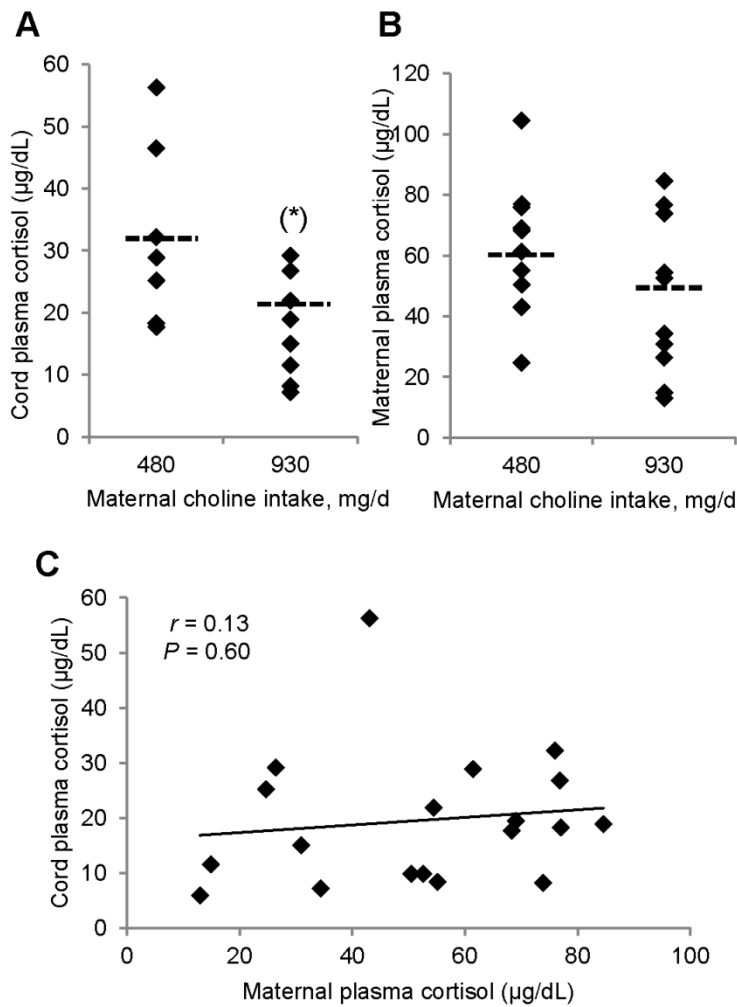 A
Cord plasma cortisol (µg/dL)
60
50
40
30
20
10
0
(*)
480
930
Maternal choline intake, mg/d
B
Matrernal plasma cortisol (µg/dL)
120
100
80
60
40
20
0
480
930
Maternal choline intake, mg/d
C
Cord plasma cortisol (µg/dL)
60
50
40
30
20
10
0
r = 0.13
P = 0.60
0
20
40
60
80
100
Maternal plasma cortisol (µg/dL)